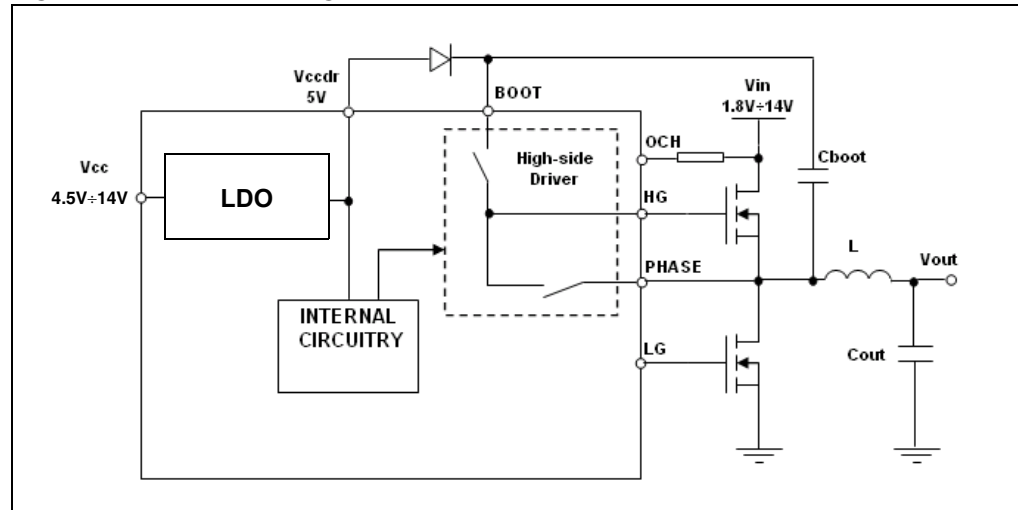 Vccdr
5V
BOOT
Vin
1.8V÷14V
OCH
High-side
Driver
Cboot
Vcc
4.5V÷14V
LDO
HG
PHASE
L
Vout
INTERNAL
CIRCUITRY
LG
Cout